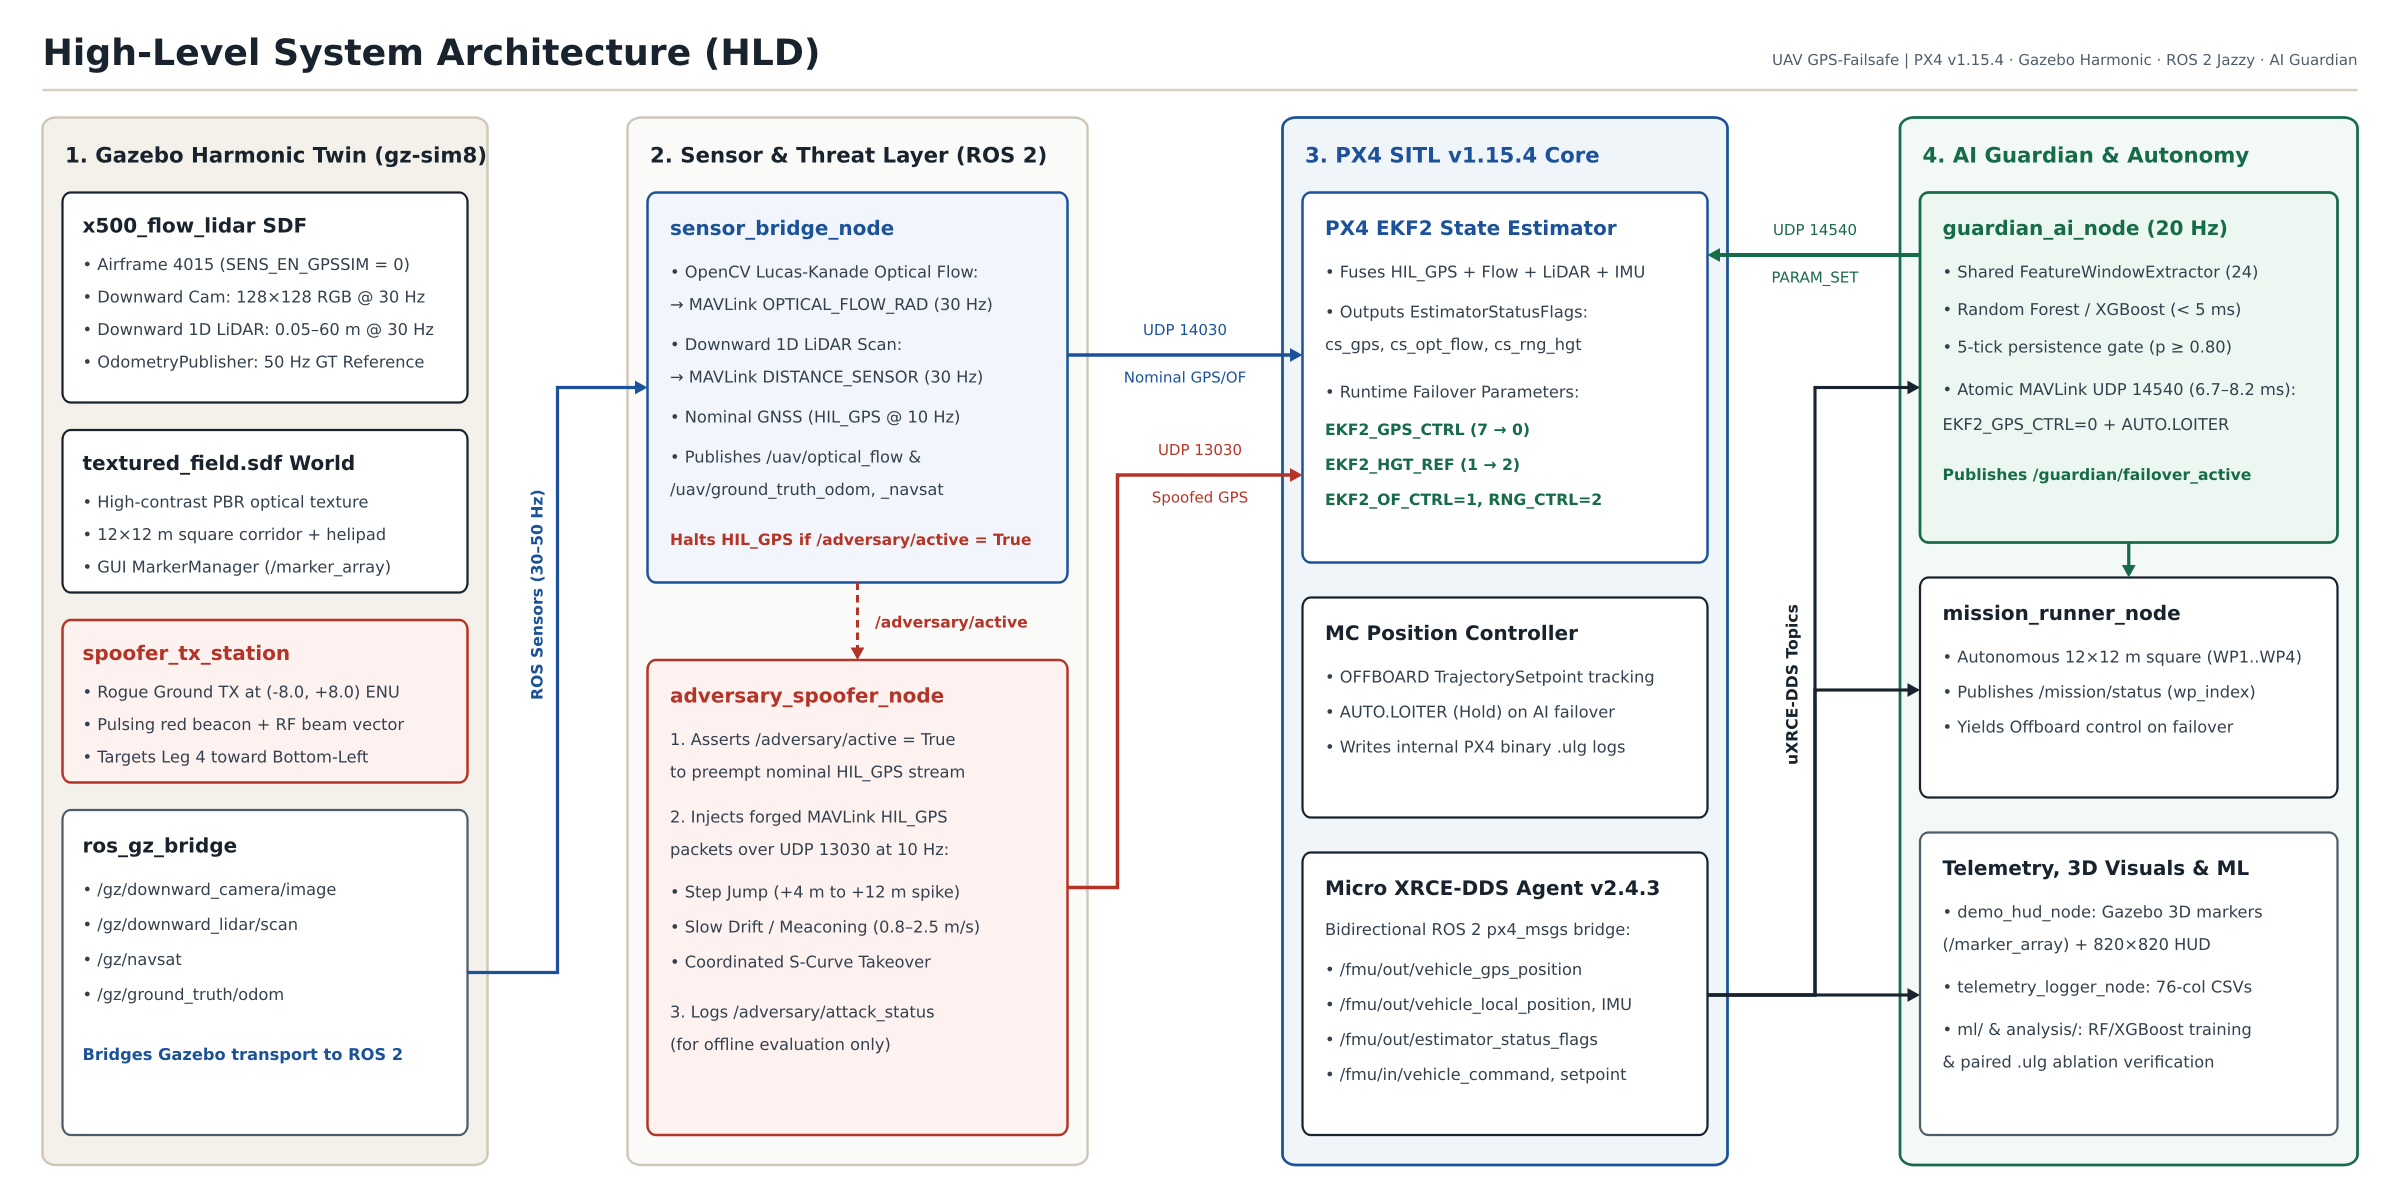 High-Level System Architecture (HLD)
UAV GPS-Failsafe | PX4 v1.15.4 · Gazebo Harmonic · ROS 2 Jazzy · AI Guardian
1. Gazebo Harmonic Twin (gz-sim8)
x500_flow_lidar SDF
• Airframe 4015 (SENS_EN_GPSSIM = 0)
• Downward Cam: 128×128 RGB @ 30 Hz
• Downward 1D LiDAR: 0.05–60 m @ 30 Hz
• OdometryPublisher: 50 Hz GT Reference
textured_field.sdf World
• High-contrast PBR optical texture
• 12×12 m square corridor + helipad
• GUI MarkerManager (/marker_array)
spoofer_tx_station
• Rogue Ground TX at (-8.0, +8.0) ENU
• Pulsing red beacon + RF beam vector
• Targets Leg 4 toward Bottom-Left
ros_gz_bridge
• /gz/downward_camera/image
• /gz/downward_lidar/scan
• /gz/navsat
• /gz/ground_truth/odom
Bridges Gazebo transport to ROS 2
ROS Sensors (30–50 Hz)
2. Sensor & Threat Layer (ROS 2)
sensor_bridge_node
• OpenCV Lucas-Kanade Optical Flow:
→ MAVLink OPTICAL_FLOW_RAD (30 Hz)
• Downward 1D LiDAR Scan:
→ MAVLink DISTANCE_SENSOR (30 Hz)
• Nominal GNSS (HIL_GPS @ 10 Hz)
• Publishes /uav/optical_flow &
/uav/ground_truth_odom, _navsat
Halts HIL_GPS if /adversary/active = True
/adversary/active
adversary_spoofer_node
1. Asserts /adversary/active = True
to preempt nominal HIL_GPS stream
2. Injects forged MAVLink HIL_GPS
packets over UDP 13030 at 10 Hz:
• Step Jump (+4 m to +12 m spike)
• Slow Drift / Meaconing (0.8–2.5 m/s)
• Coordinated S-Curve Takeover
3. Logs /adversary/attack_status
(for offline evaluation only)
UDP 14030
Nominal GPS/OF
UDP 13030
Spoofed GPS
3. PX4 SITL v1.15.4 Core
PX4 EKF2 State Estimator
• Fuses HIL_GPS + Flow + LiDAR + IMU
• Outputs EstimatorStatusFlags:
cs_gps, cs_opt_flow, cs_rng_hgt
• Runtime Failover Parameters:
EKF2_GPS_CTRL (7 → 0)
EKF2_HGT_REF (1 → 2)
EKF2_OF_CTRL=1, RNG_CTRL=2
MC Position Controller
• OFFBOARD TrajectorySetpoint tracking
• AUTO.LOITER (Hold) on AI failover
• Writes internal PX4 binary .ulg logs
Micro XRCE-DDS Agent v2.4.3
Bidirectional ROS 2 px4_msgs bridge:
• /fmu/out/vehicle_gps_position
• /fmu/out/vehicle_local_position, IMU
• /fmu/out/estimator_status_flags
• /fmu/in/vehicle_command, setpoint
UDP 14540
PARAM_SET
uXRCE-DDS Topics
4. AI Guardian & Autonomy
guardian_ai_node (20 Hz)
• Shared FeatureWindowExtractor (24)
• Random Forest / XGBoost (< 5 ms)
• 5-tick persistence gate (p ≥ 0.80)
• Atomic MAVLink UDP 14540 (6.7–8.2 ms):
EKF2_GPS_CTRL=0 + AUTO.LOITER
Publishes /guardian/failover_active
mission_runner_node
• Autonomous 12×12 m square (WP1..WP4)
• Publishes /mission/status (wp_index)
• Yields Offboard control on failover
Telemetry, 3D Visuals & ML
• demo_hud_node: Gazebo 3D markers
(/marker_array) + 820×820 HUD
• telemetry_logger_node: 76-col CSVs
• ml/ & analysis/: RF/XGBoost training
& paired .ulg ablation verification